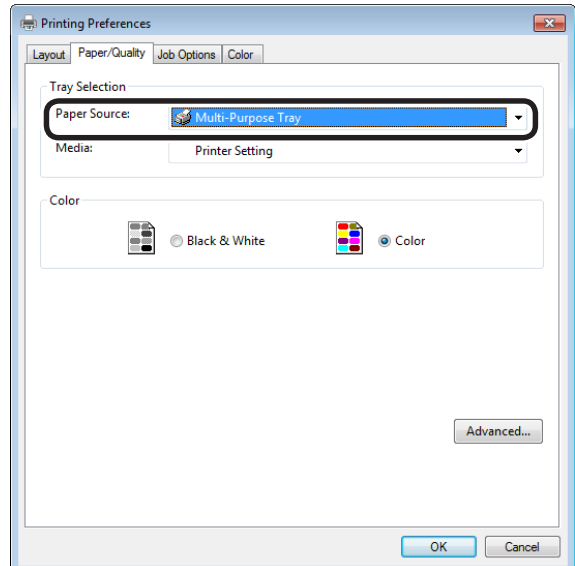 Printing Preferences
Layout Paper/Quality Job Options Color
Tray Selection
Paper Source: Multi-Purpose Tray
Media: Printer Setting
Color
Black & White Color
Advanced...
OK Cancel